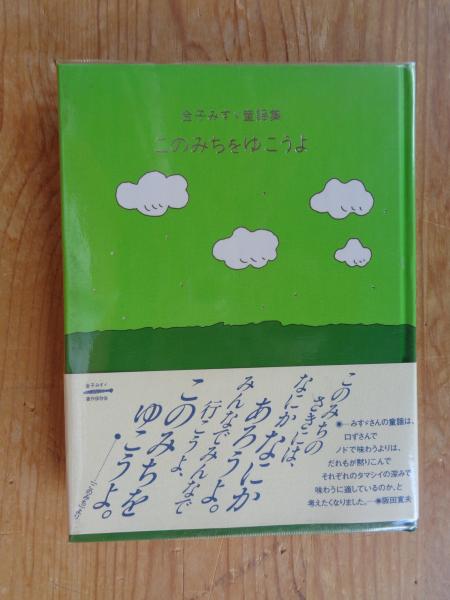 金子みすゞ童謡集
このみちをゆこうよ
このみちの
さきには、
なにか
なにか
あろうよ。
みんなでみんなで
行こうよ、
このみちを
ゆこうよ。
◉…みすゞさんの童謡は、
口ずさんで
ノドで味わうよりは、
だれもが黙りこんで
それぞれのタマシイの深みで
味わうに適しているのか、と
考えたくなりました。…◉阪田寛夫
金子みすゞ
著作保存会